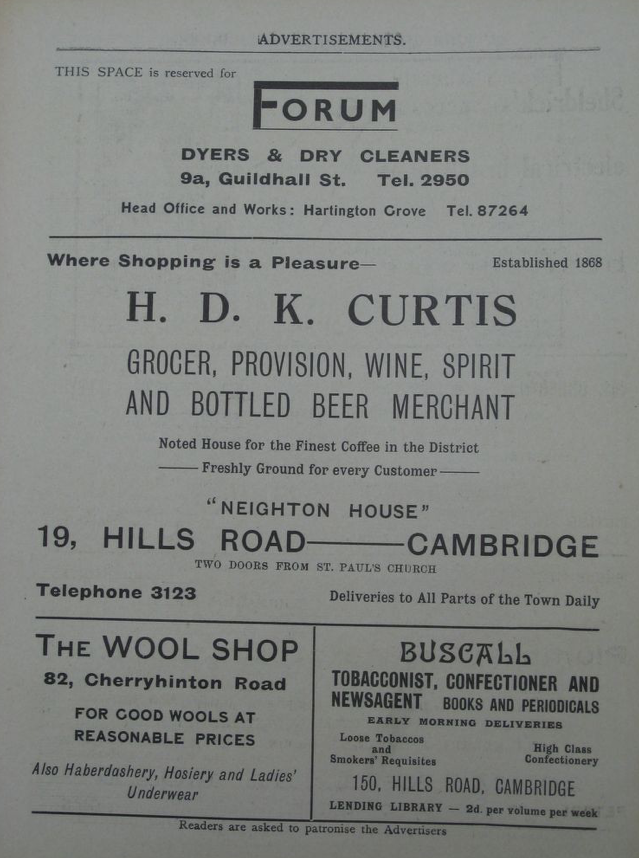 ADVERTISEMENTS.
THIS SPACE is reserved for
FORUM
DYERS & DRY CLEANERS
9a, Guildhall St. Tel. 2950
Head Office and Works: Hartington Grove Tel. 87264
Where Shopping is a Pleasure—
Established 1868
H. D. K. CURTIS
GROCER, PROVISION, WINE, SPIRIT
AND BOTTLED BEER MERCHANT
Noted House for the Finest Coffee in the District
—— Freshly Ground for every Customer ——
"NEIGHTON HOUSE"
19, HILLS ROAD——CAMBRIDGE
TWO DOORS FROM ST. PAUL'S CHURCH
Telephone 3123
Deliveries to All Parts of the Town Daily
THE WOOL SHOP
82, Cherryhinton Road
FOR GOOD WOOLS AT
REASONABLE PRICES
Also Haberdashery, Hosiery and Ladies'
Underwear
BUSCALL
TOBACCONIST, CONFECTIONER AND
NEWSAGENT BOOKS AND PERIODICALS
EARLY MORNING DELIVERIES
Loose Tobaccos
and
Smokers' Requisites
High Class
Confectionery
150, HILLS ROAD, CAMBRIDGE
LENDING LIBRARY — 2d. per volume per week
Readers are asked to patronise the Advertisers